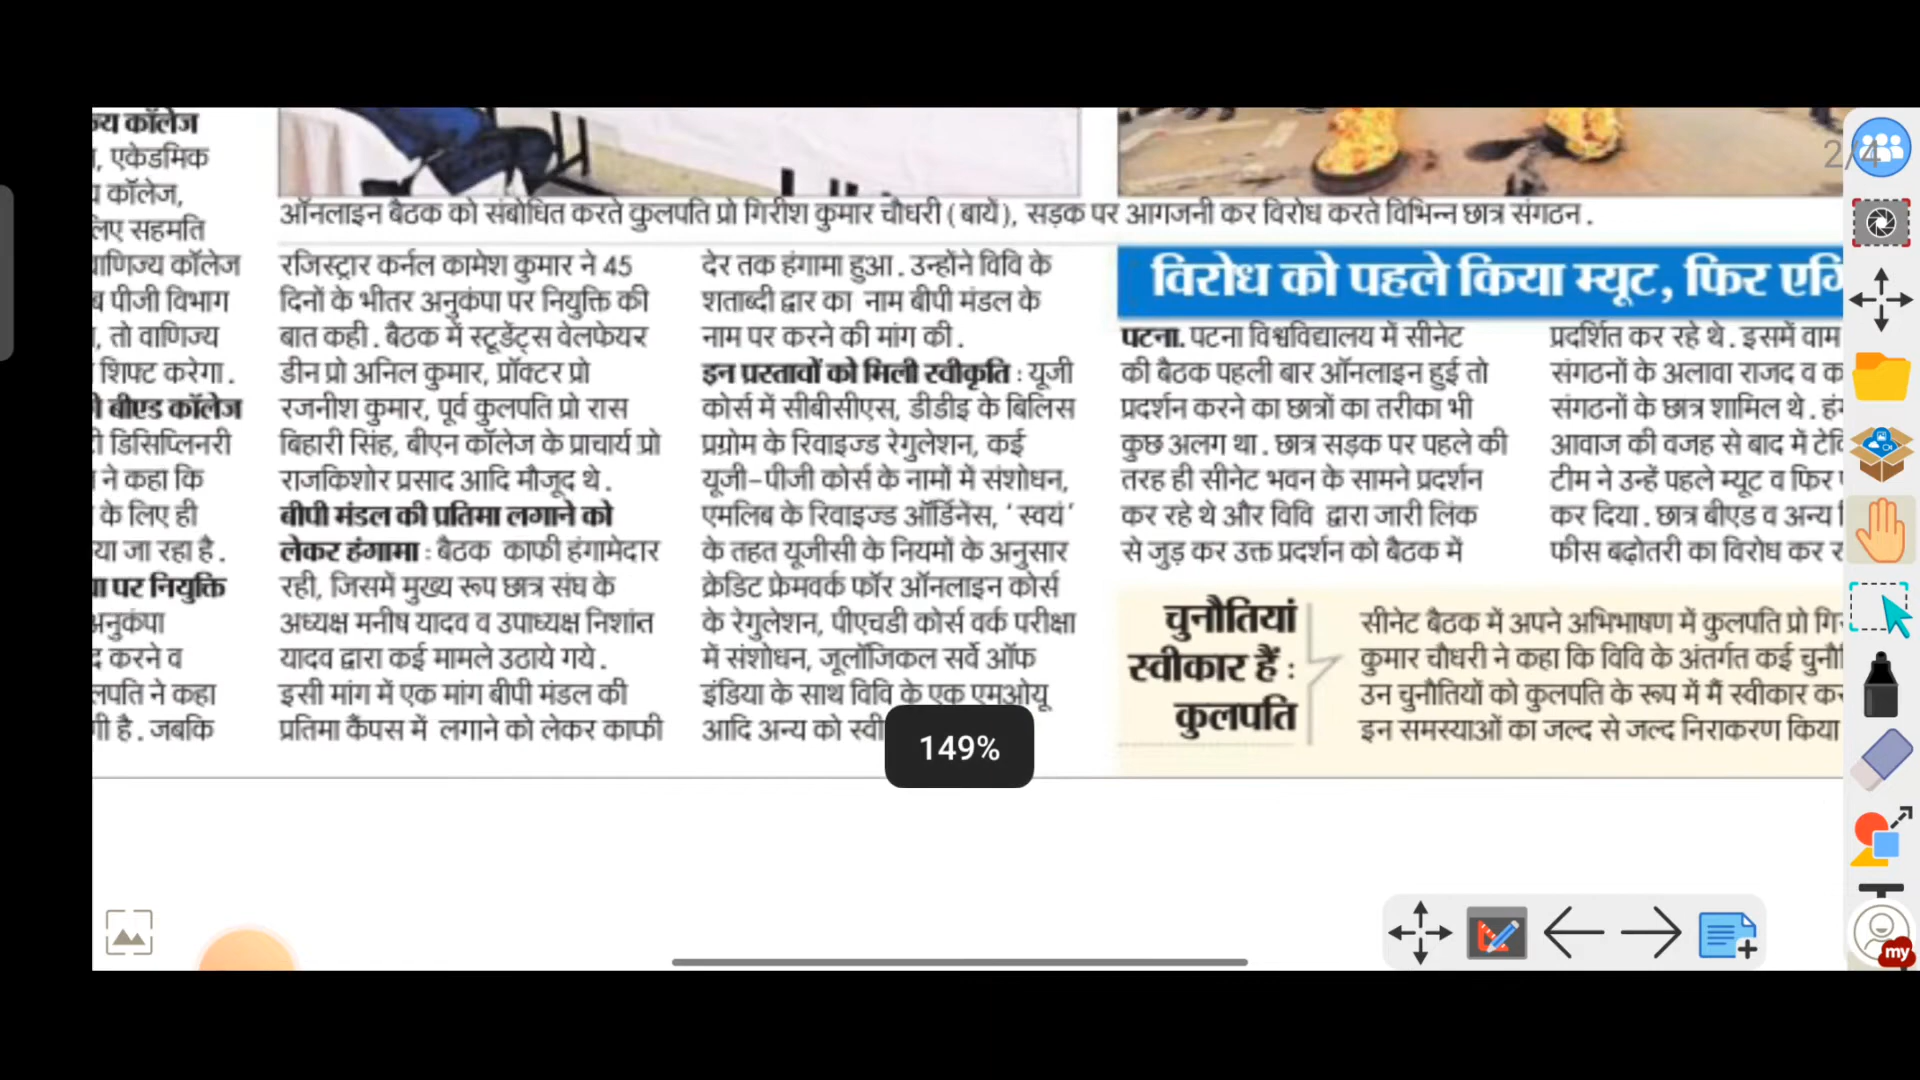 ज्य कॉलेज
, एकेडमिक
कॉलेज,
लिए सहमति
वाणिज्य कॉलेज
पीजी विभाग
, तो वाणिज्य
शिफ्ट करेगा.
बीएड कॉलेज
डिसिप्लिनरी
ने कहा कि
के लिए ही
या जा रहा है.
पर नियुक्ति
अनुकंपा
करने व
लपति ने कहा
है. जबकि
ऑनलाइन बैठक को संबोधित करते कुलपति प्रो गिरीश कुमार चौधरी ( बायें), सड़क पर आगजनी कर विरोध करते विभिन्न छात्र संगठन.
रजिस्ट्रार कर्नल कामेश कुमार ने 45
दिनों के भीतर अनुकंपा पर नियुक्ति की
बात कही. बैठक में स्टूडेंट्स वेलफेयर
डीन प्रो अनिल कुमार, प्रॉक्टर प्रो
रजनीश कुमार, पूर्व कुलपति प्रो रास
बिहारी सिंह, बीएन कॉलेज के प्राचार्य प्रो
राजकिशोर प्रसाद आदि मौजूद थे.
बीपी मंडल की प्रतिमा लगाने को
लेकर हंगामा : बैठक काफी हंगामेदार
रही, जिसमें मुख्य रूप छात्र संघ के
अध्यक्ष मनीष यादव व उपाध्यक्ष निशांत
यादव द्वारा कई मामले उठाये गये.
इसी मांग में एक मांग बीपी मंडल की
प्रतिमा कैंपस में लगाने को लेकर काफी
देर तक हंगामा हुआ. उन्होंने विवि के
शताब्दी द्वार का नाम बीपी मंडल के
नाम पर करने की मांग की.
इन प्रस्तावों को मिली स्वीकृति : यूजी
कोर्स में सीबीसीएस, डीडीइ के बिलिस
प्रग्रोम के रिवाइज्ड रेगुलेशन, कई
यूजी-पीजी कोर्स के नामों में संशोधन,
एमलिब के रिवाइज्ड ऑर्डिनेंस, 'स्वयं'
के तहत यूजीसी के नियमों के अनुसार
क्रेडिट फ्रेमवर्क फॉर ऑनलाइन कोर्स
के रेगुलेशन, पीएचडी कोर्स वर्क परीक्षा
में संशोधन, जूलॉजिकल सर्वे ऑफ
इंडिया के साथ विवि के एक एमओयू
आदि अन्य को स्वी
विरोध को पहले किया म्यूट, फिर एगि
पटना. पटना विश्वविद्यालय में सीनेट
की बैठक पहली बार ऑनलाइन हुई तो
प्रदर्शन करने का छात्रों का तरीका भी
कुछ अलग था. छात्र सड़क पर पहले की
तरह ही सीनेट भवन के सामने प्रदर्शन
कर रहे थे और विवि द्वारा जारी लिंक
से जुड़ कर उक्त प्रदर्शन को बैठक में
प्रदर्शित कर रहे थे. इसमें वाम
संगठनों के अलावा राजद व क
संगठनों के छात्र शामिल थे. हं
आवाज की वजह से बाद में टे
टीम ने उन्हें पहले म्यूट व फिर
कर दिया. छात्र बीएड व अन्य
फीस बढ़ोतरी का विरोध कर र
चुनौतियां
स्वीकार हैं :
कुलपति
सीनेट बैठक में अपने अभिभाषण में कुलपति प्रो गि
कुमार चौधरी ने कहा कि विवि के अंतर्गत कई चुनौ
उन चुनौतियों को कुलपति के रूप में मैं स्वीकार कर
इन समस्याओं का जल्द से जल्द निराकरण किया
149%
2/4
my